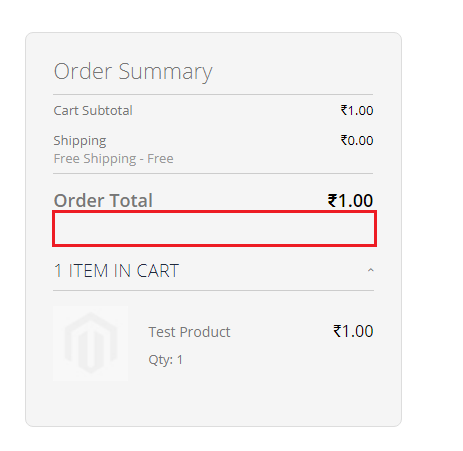 Order Summary
Cart Subtotal ₹1.00
Shipping ₹0.00
Free Shipping - Free
Order Total ₹1.00
1 ITEM IN CART
Test Product ₹1.00
Qty: 1